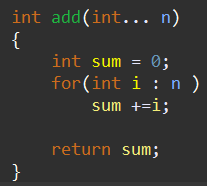 int add(int... n)
{
    int sum = 0;
    for(int i : n )
        sum +=i;

    return sum;
}